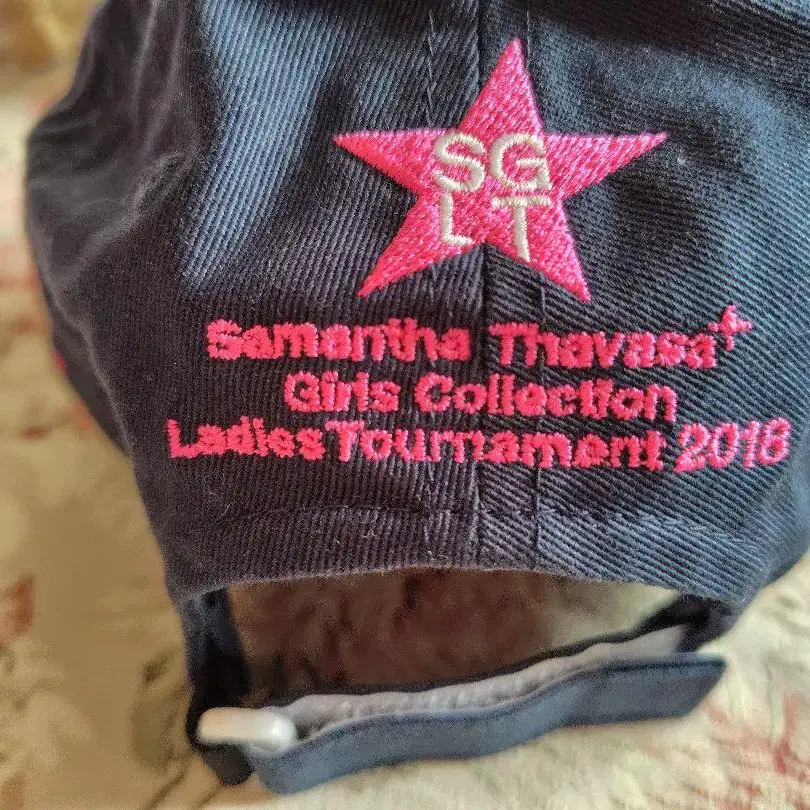 SG
LT
Samantha Thavasa
Girls Collection
Ladies Tournament 2018